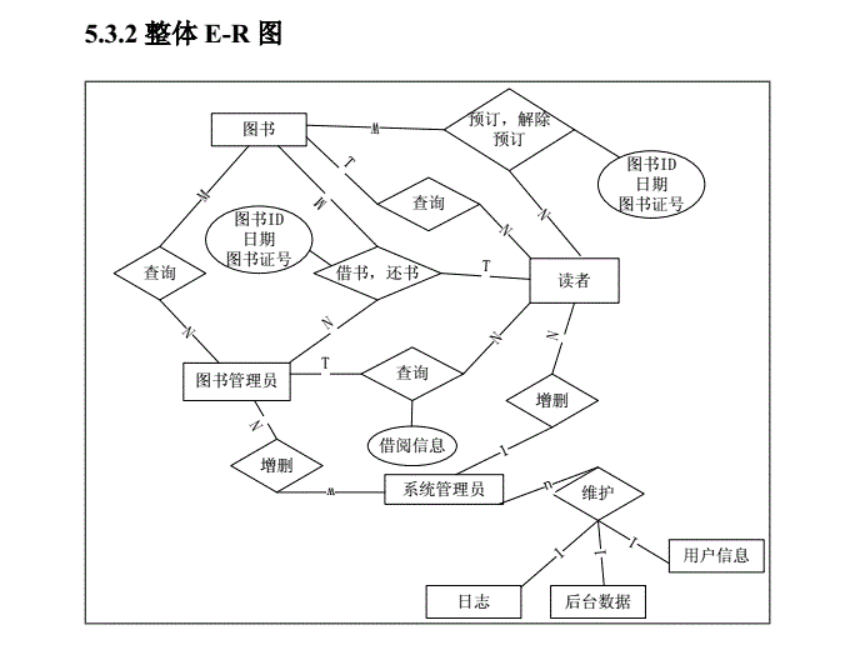 5.3.2 整体 E-R 图
图书
M
预订，解除
预订
图书ID
日期
图书证号
T
查询
N
N
M
M
图书ID
日期
图书证号
查询
借书，还书
T
读者
N
N
N
N
图书管理员
T
查询
增删
N
借阅信息
1
增删
m
系统管理员
n
维护
1
1
1
用户信息
日志
后台数据